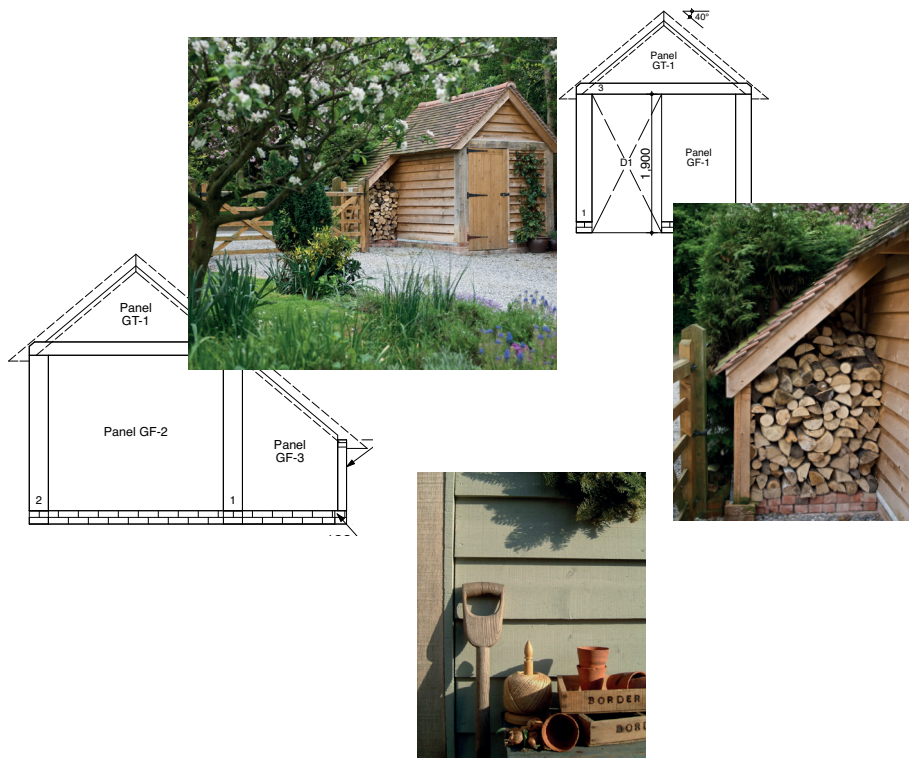 40°
Panel
GT-1
3
D1
1,900
Panel
GF-1
1
Panel
GT-1
Panel GF-2
Panel
GF-3
2
1
BORDER
BOR